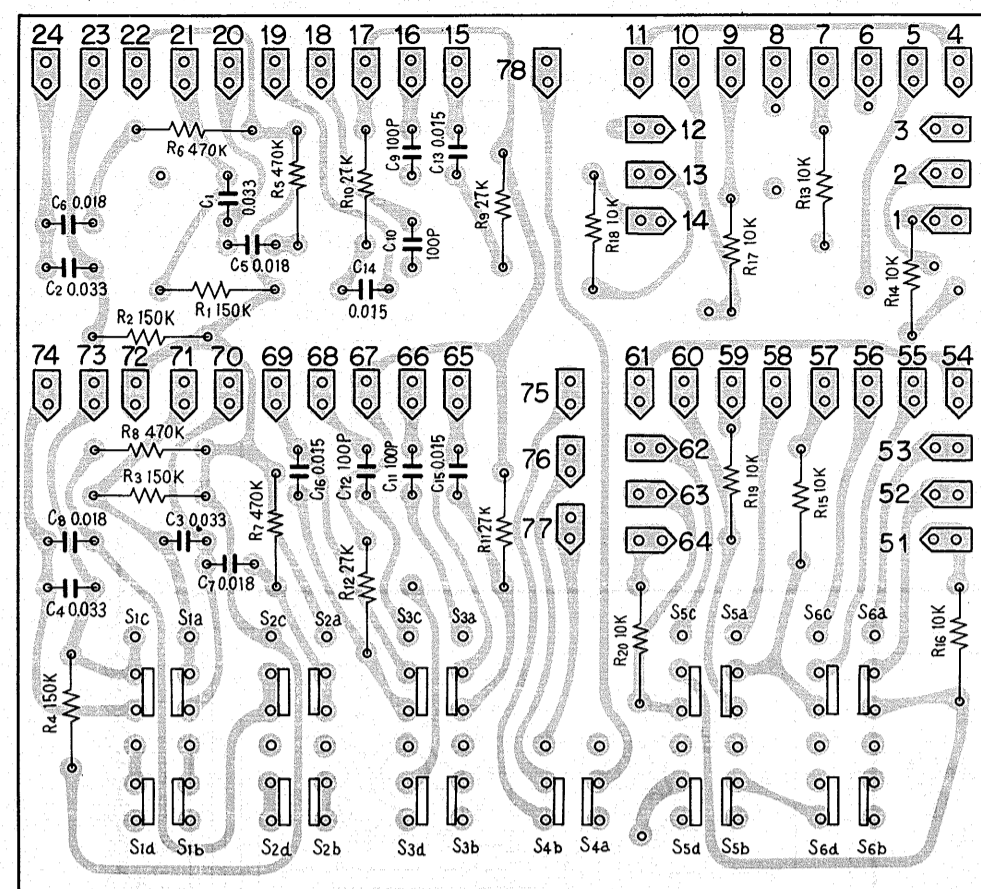 24 23 22 21 20 19 18 17 16 15 78 11 10 9 8 7 6 5 4
12 3
13 2
14 1
R6 470K
R5 470K
R10 27K
C9 100P
C13 0.015
R9 27K
R18 10K
R17 10K
R13 10K
R14 10K
C6 0.018
C1 0.033
C5 0.018
C10 100P
C2 0.033
R1 150K
C14 0.015
R2 150K
74 73 72 71 70 69 68 67 66 65 75 61 60 59 58 57 56 55 54
76 62 53
77 63 52
64 51
R8 470K
R3 150K
C16 0.015
C12 100P
C11 100P
C15 0.015
R7 470K
R11 27K
R19 10K
R15 10K
C8 0.018
C3 0.033
C7 0.018
R12 27K
C4 0.033
S1c S1a S2c S2a S3c S3a S5c S5a S6c S6a
R20 10K
R16 10K
R4 150K
S1d S1b S2d S2b S3d S3b S4b S4a S5d S5b S6d S6b